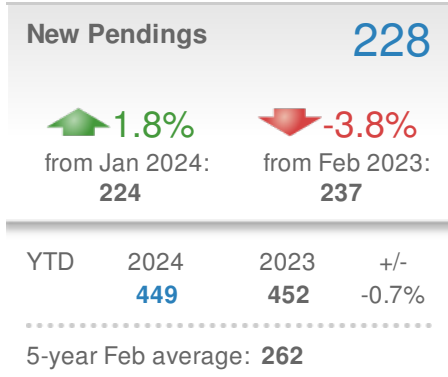 New Pendings 228
1.8% -3.8%
from Jan 2024: from Feb 2023:
224 237
YTD 2024 2023 +/-
449 452 -0.7%
5-year Feb average: 262